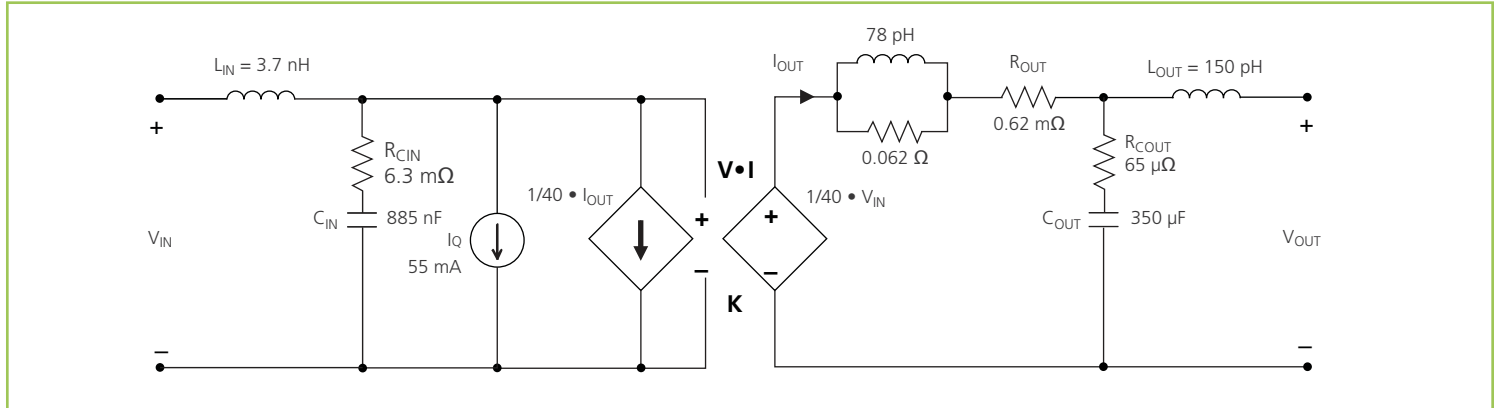 L_IN = 3.7 nH
+
–
V_IN
R_CIN
6.3 mΩ
C_IN
885 nF
I_Q
55 mA
1/40 • I_OUT
+
–
V•I
K
1/40 • V_IN
+
–
I_OUT
78 pH
0.062 Ω
R_OUT
0.62 mΩ
R_COUT
65 µΩ
C_OUT
350 µF
L_OUT = 150 pH
+
–
V_OUT